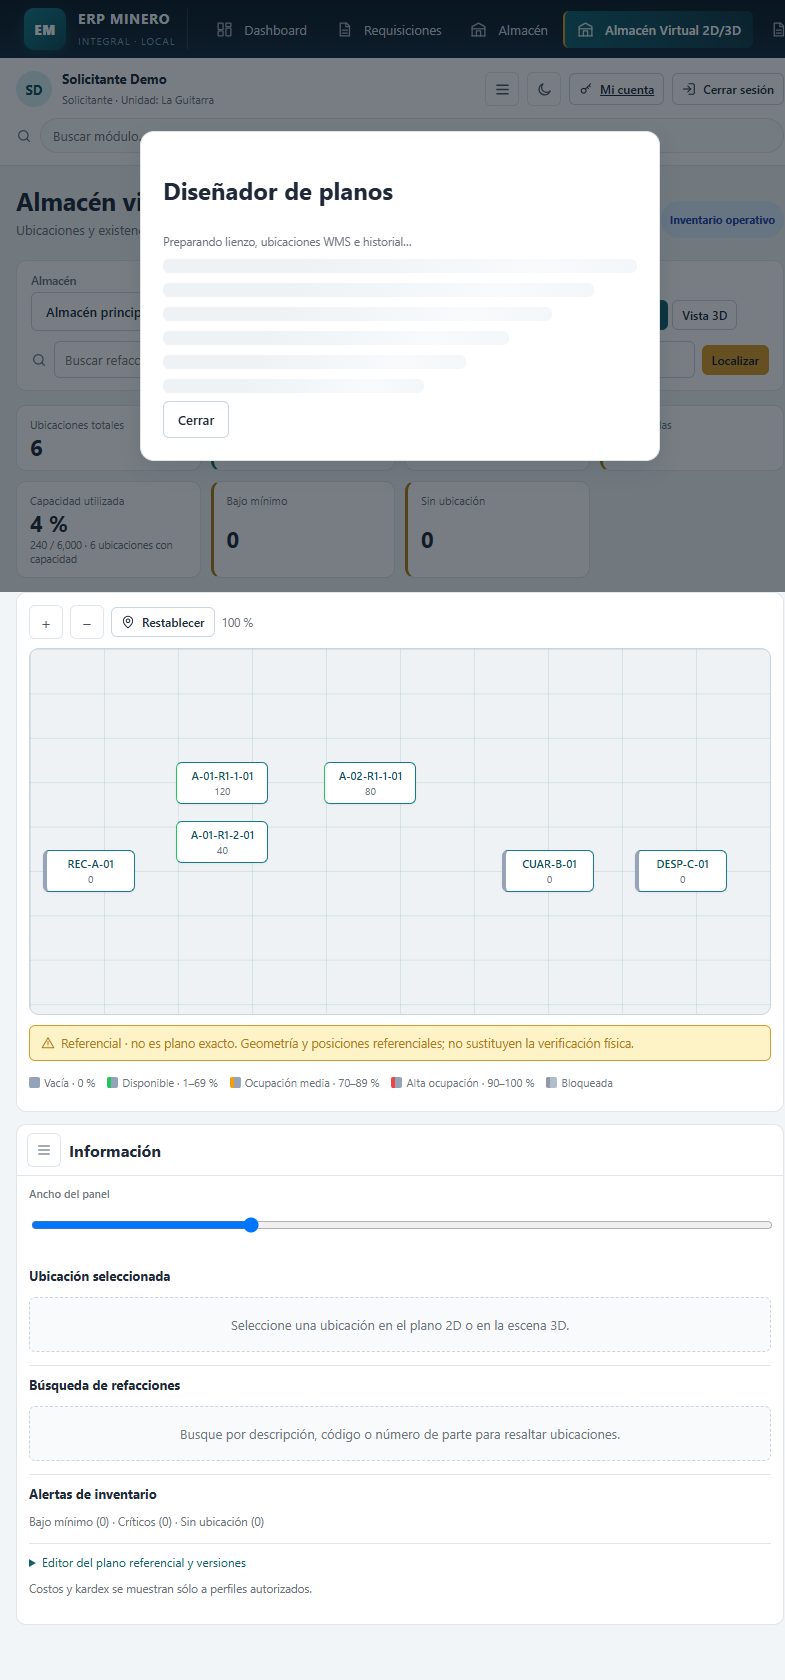 EM
ERP MINERO
INTEGRAL · LOCAL
Dashboard
Requisiciones
Almacén
Almacén Virtual 2D/3D
SD
Solicitante Demo
Solicitante · Unidad: La Guitarra
Mi cuenta
Cerrar sesión
Buscar módulo
Almacén vi
Ubicaciones y existen
Inventario operativo
Diseñador de planos
Preparando lienzo, ubicaciones WMS e historial...
Cerrar
Almacén
Almacén princip
Vista 3D
Buscar refacc
Localizar
Ubicaciones totales
6
las
Capacidad utilizada
4 %
240 / 6,000 · 6 ubicaciones con
capacidad
Bajo mínimo
0
Sin ubicación
0
+
−
Restablecer
100 %
A-01-R1-1-01
120
A-02-R1-1-01
80
A-01-R1-2-01
40
REC-A-01
0
CUAR-B-01
0
DESP-C-01
0
Referencial · no es plano exacto. Geometría y posiciones referenciales; no sustituyen la verificación física.
Vacía · 0 %
Disponible · 1–69 %
Ocupación media · 70–89 %
Alta ocupación · 90–100 %
Bloqueada
Información
Ancho del panel
Ubicación seleccionada
Seleccione una ubicación en el plano 2D o en la escena 3D.
Búsqueda de refacciones
Busque por descripción, código o número de parte para resaltar ubicaciones.
Alertas de inventario
Bajo mínimo (0) · Críticos (0) · Sin ubicación (0)
Editor del plano referencial y versiones
Costos y kardex se muestran sólo a perfiles autorizados.